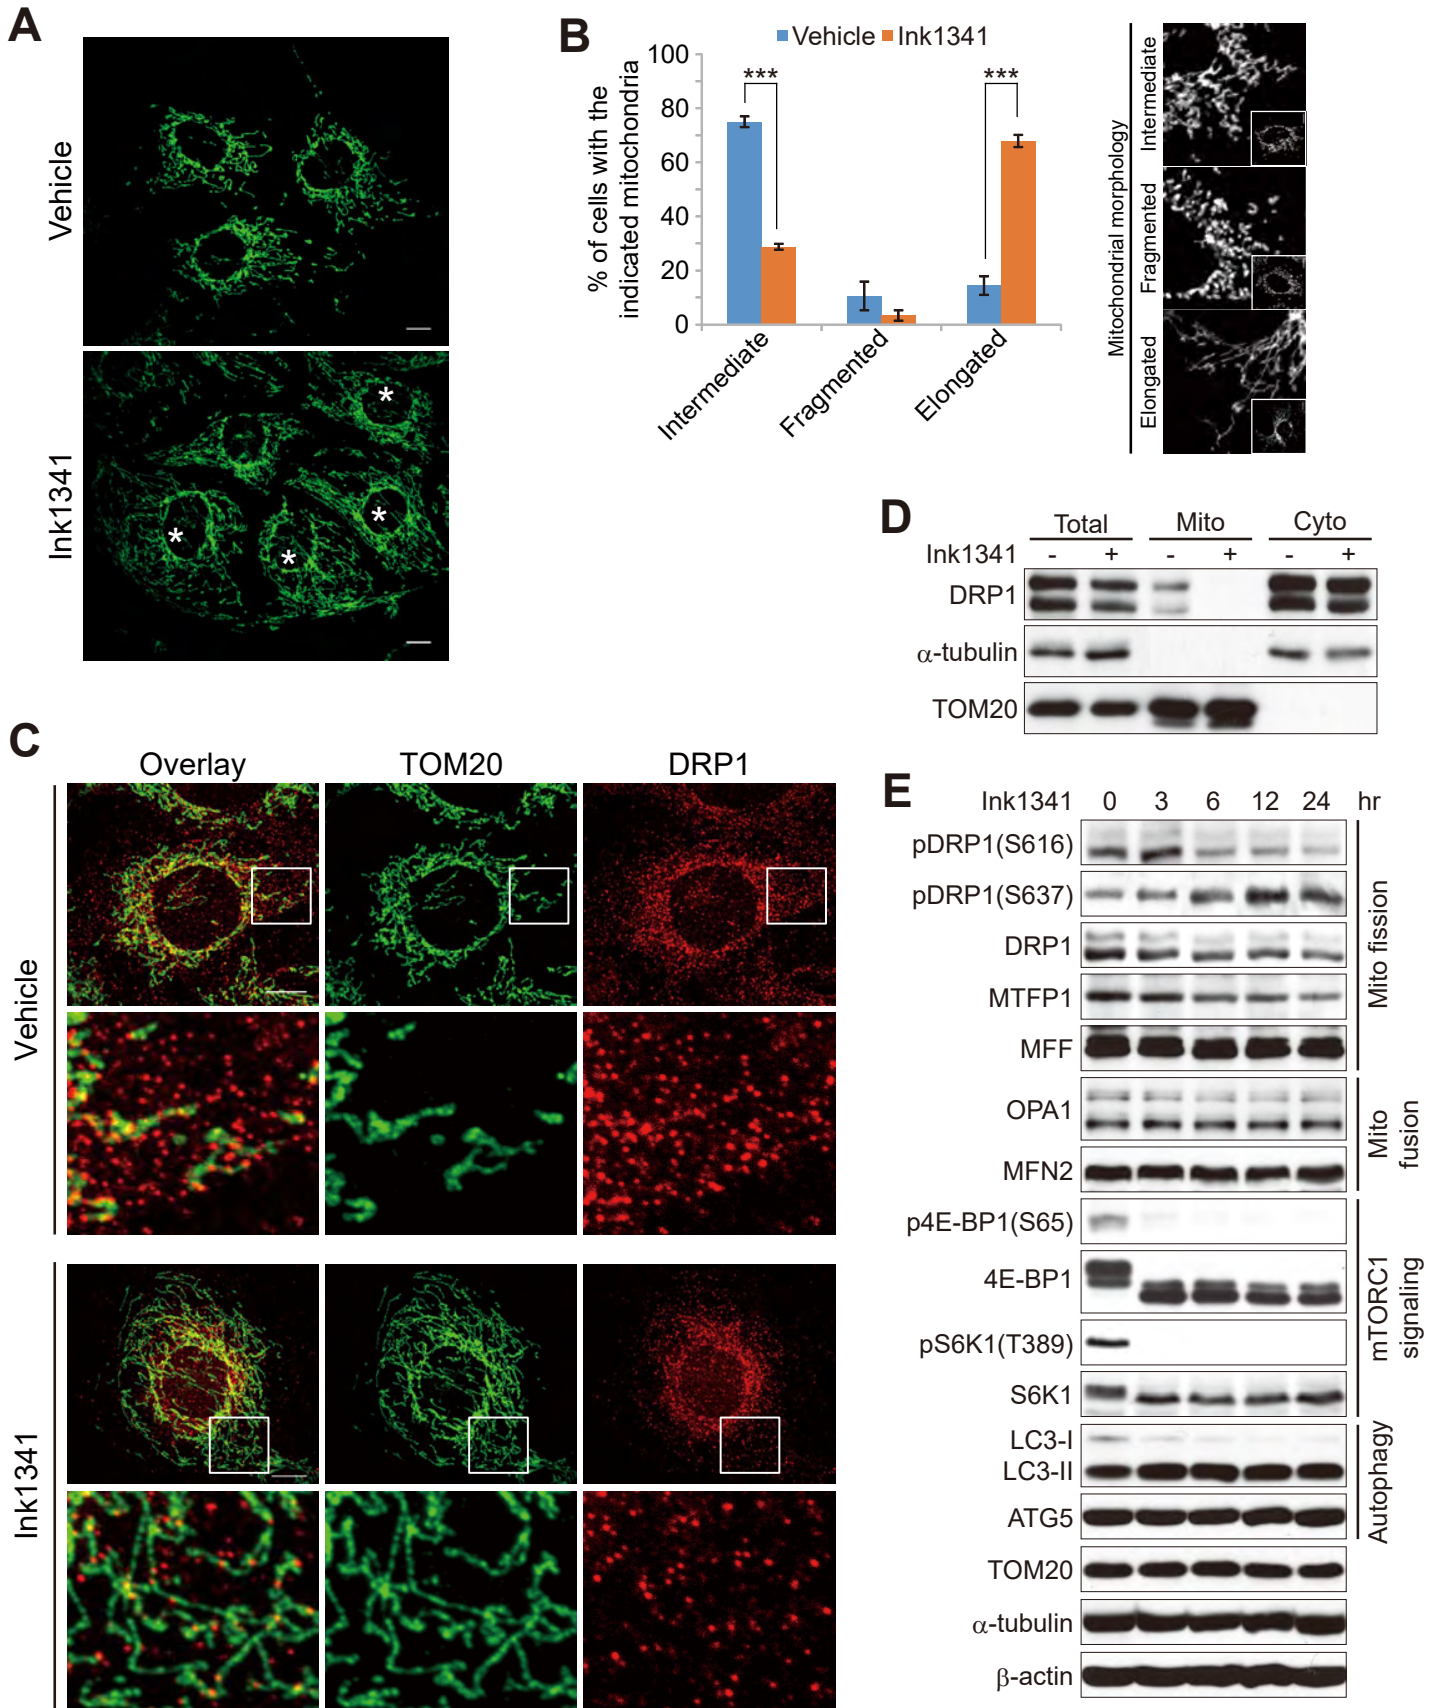 A
Vehicle
Ink1341
*
*
*
*
B
Vehicle Ink1341
% of cells with the
indicated mitochondria
100
80
60
40
20
0
***
***
Intermediate
Fragmented
Elongated
Mitochondrial morphology
Intermediate
Fragmented
Elongated
C
Overlay TOM20 DRP1
Vehicle
Ink1341
D
Total Mito Cyto
Ink1341 - + - + - +
DRP1
α-tubulin
TOM20
E
Ink1341 0 3 6 12 24 hr
pDRP1(S616)
pDRP1(S637)
DRP1
MTFP1
MFF
Mito fission
OPA1
MFN2
Mito
fusion
p4E-BP1(S65)
4E-BP1
pS6K1(T389)
S6K1
mTORC1
signaling
LC3-I
LC3-II
ATG5
Autophagy
TOM20
α-tubulin
β-actin